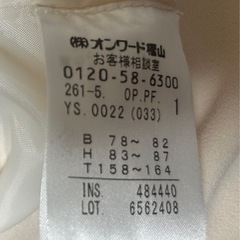 (株)オンワード樫山
お客様相談室
0120-58-6300
261-5. OP.PF. 1
YS.0022 (033)
B 78~ 82
H 83~ 87
T 158~164
INS. 484440
LOT. 6562408